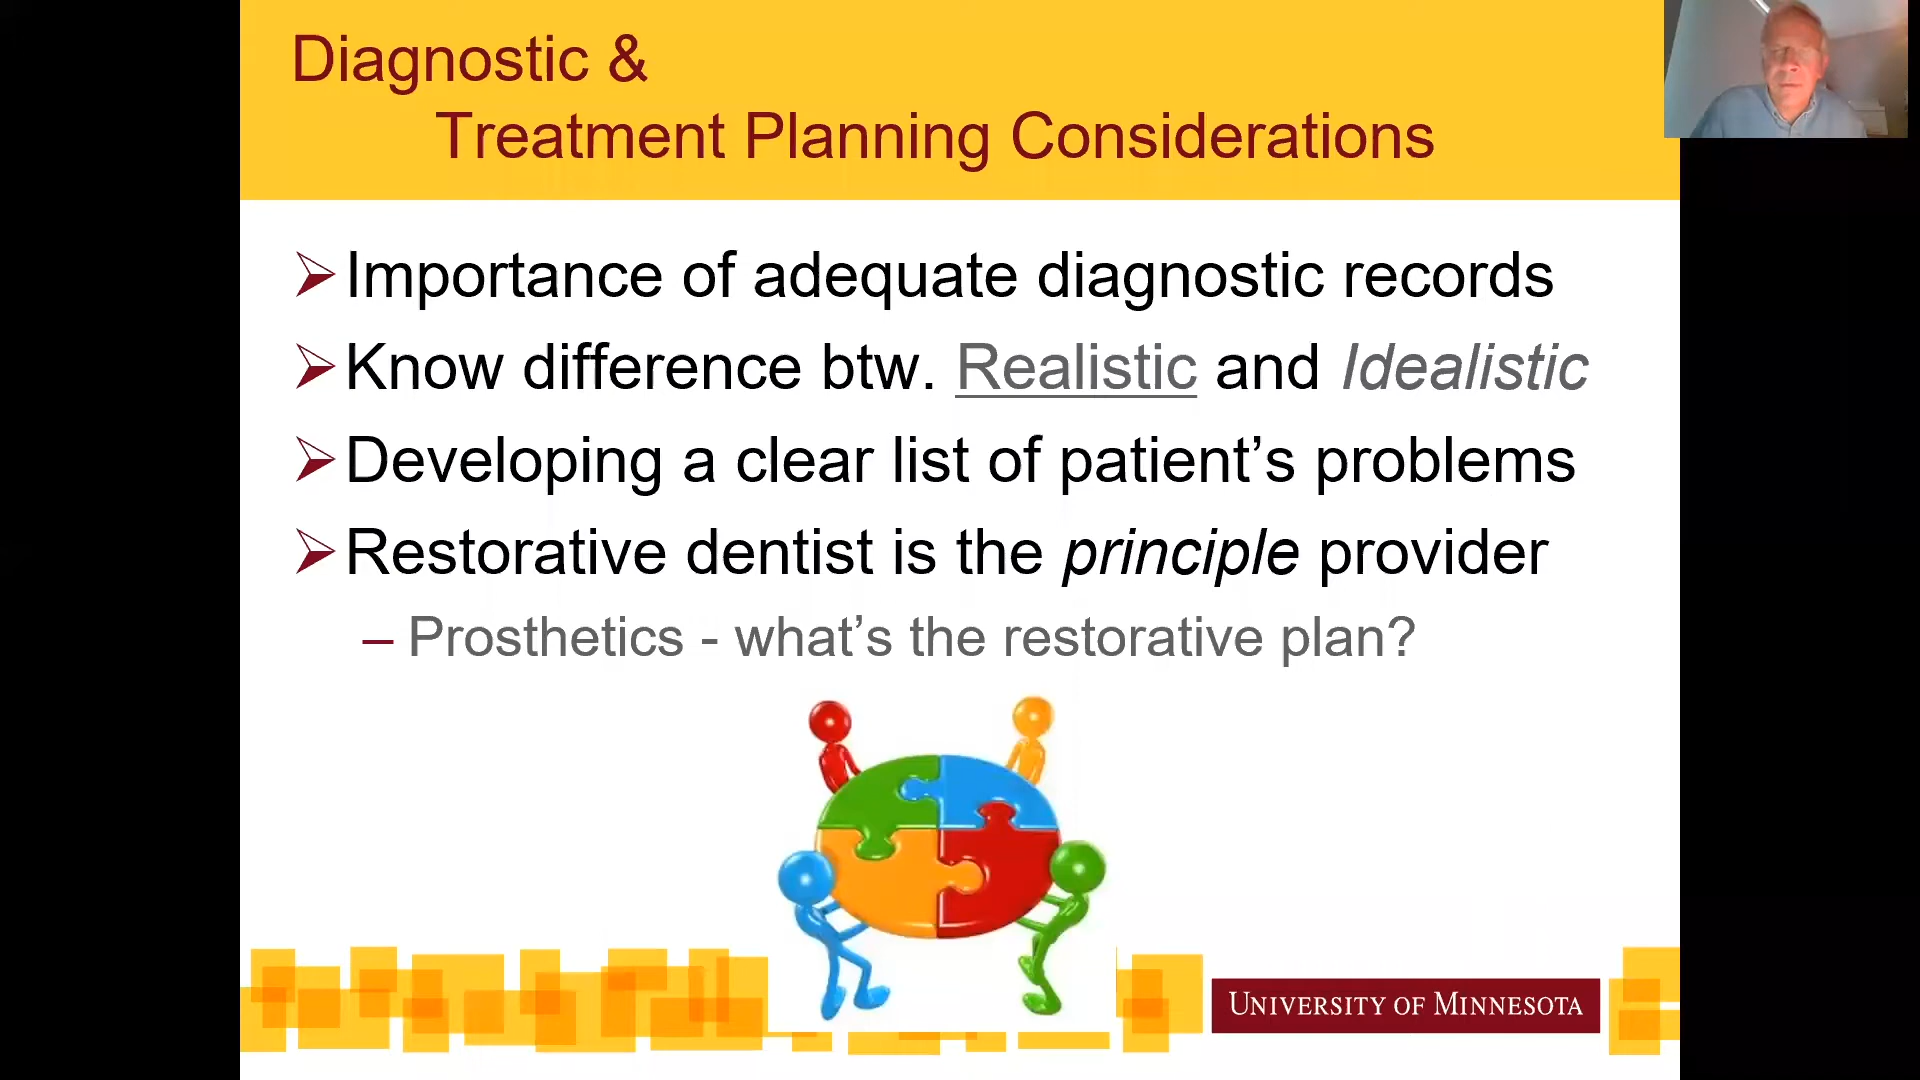 Diagnostic &
Treatment Planning Considerations
Importance of adequate diagnostic records
Know difference btw. Realistic and Idealistic
Developing a clear list of patient’s problems
Restorative dentist is the principle provider
– Prosthetics - what’s the restorative plan?
UNIVERSITY OF MINNESOTA